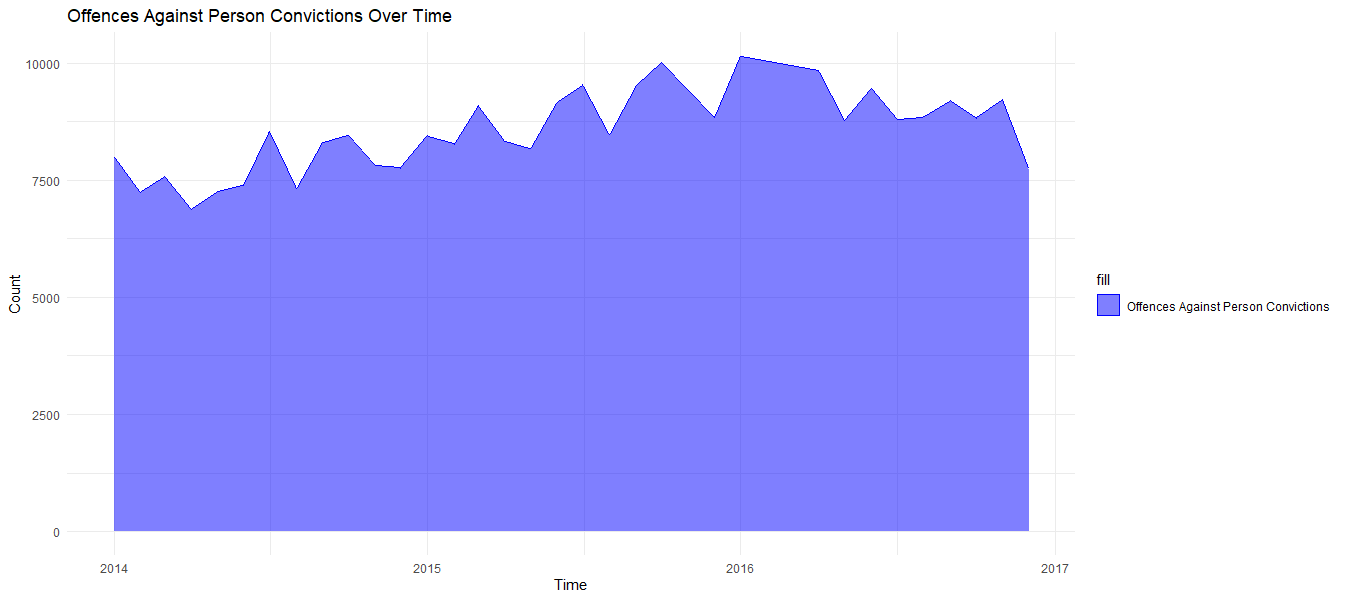 Offences Against Person Convictions Over Time
10000
7500
5000
2500
0
Count
2014
2015
2016
2017
Time
fill
Offences Against Person Convictions